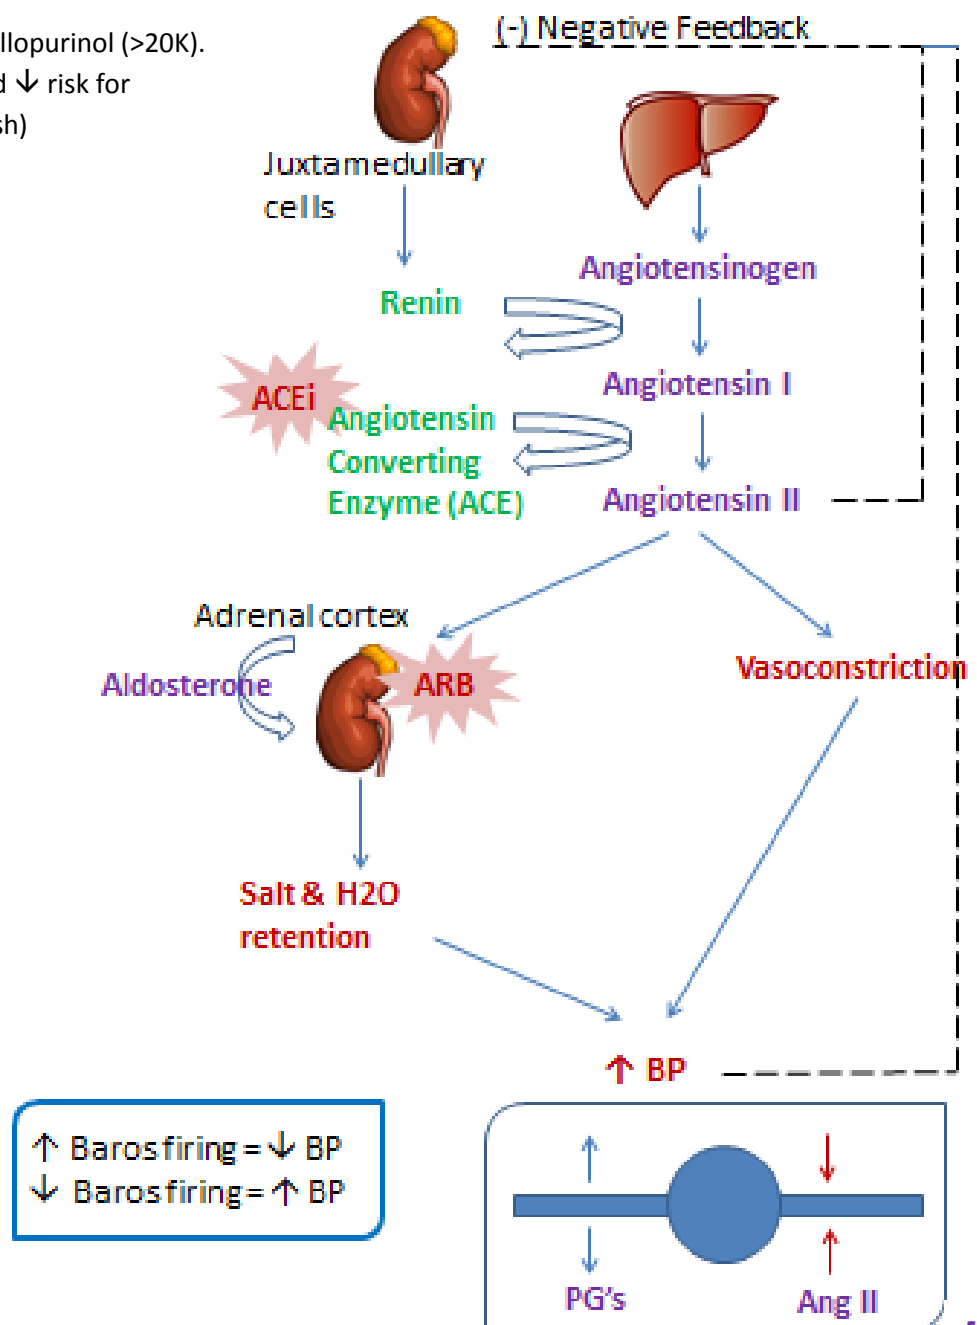 llopurinol (>20K).
d ↓ risk for
sh)
(-) Negative Feedback
Juxtamedullary
cells
Angiotensinogen
Renin
Angiotensin I
ACEi
Angiotensin
Converting
Enzyme (ACE)
Angiotensin II
Adrenal cortex
Aldosterone
ARB
Vasoconstriction
Salt & H2O
retention
↑ BP
↑ Baros firing = ↓ BP
↓ Baros firing = ↑ BP
PG's
Ang II